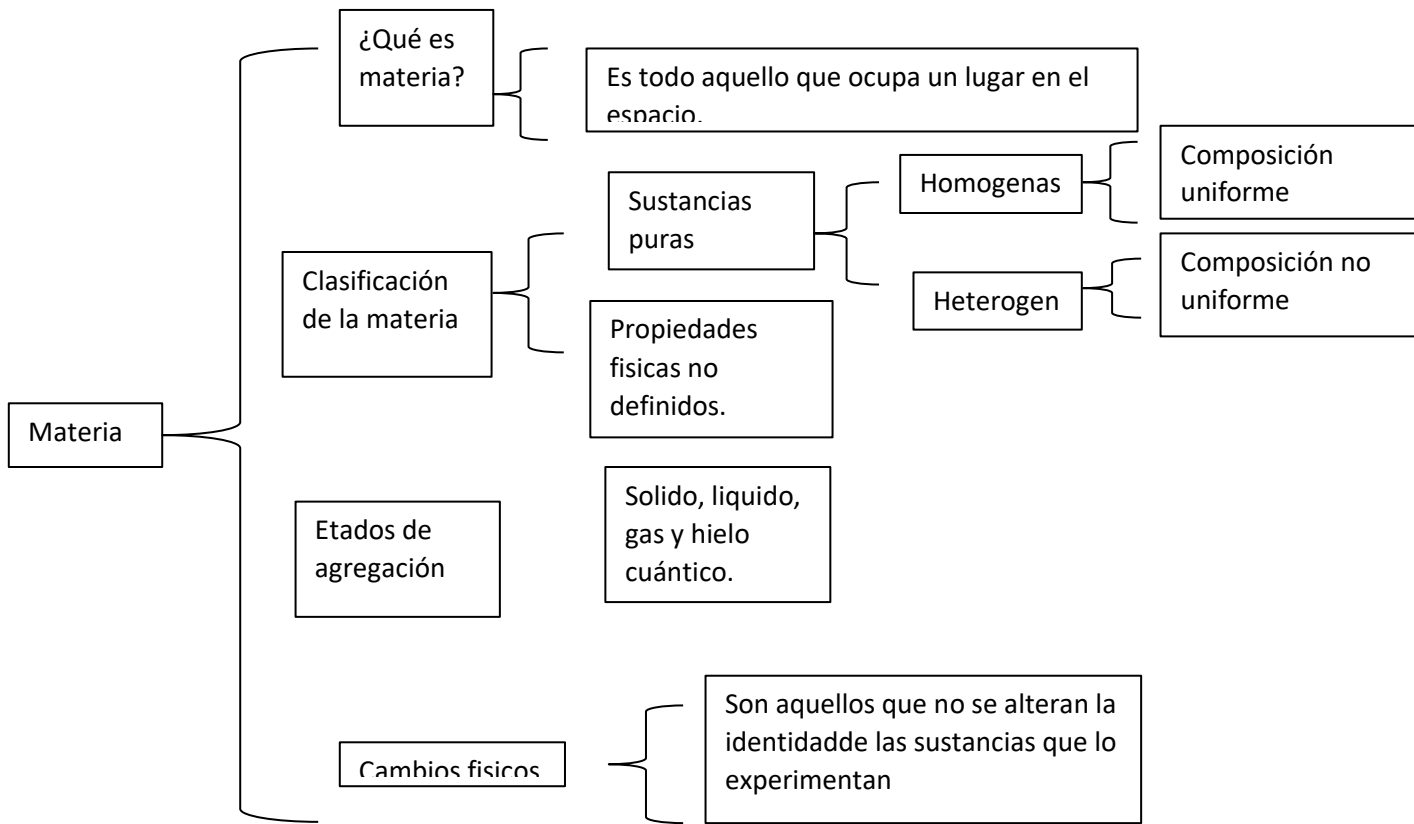 ¿Qué es
materia?
Es todo aquello que ocupa un lugar en el
espacio.
Clasificación
de la materia
Sustancias
puras
Homogenas
Composición
uniforme
Heterogen
Composición no
uniforme
Propiedades
fisicas no
definidos.
Materia
Etados de
agregación
Solido, liquido,
gas y hielo
cuántico.
Cambios fisicos
Son aquellos que no se alteran la
identidadde las sustancias que lo
experimentan